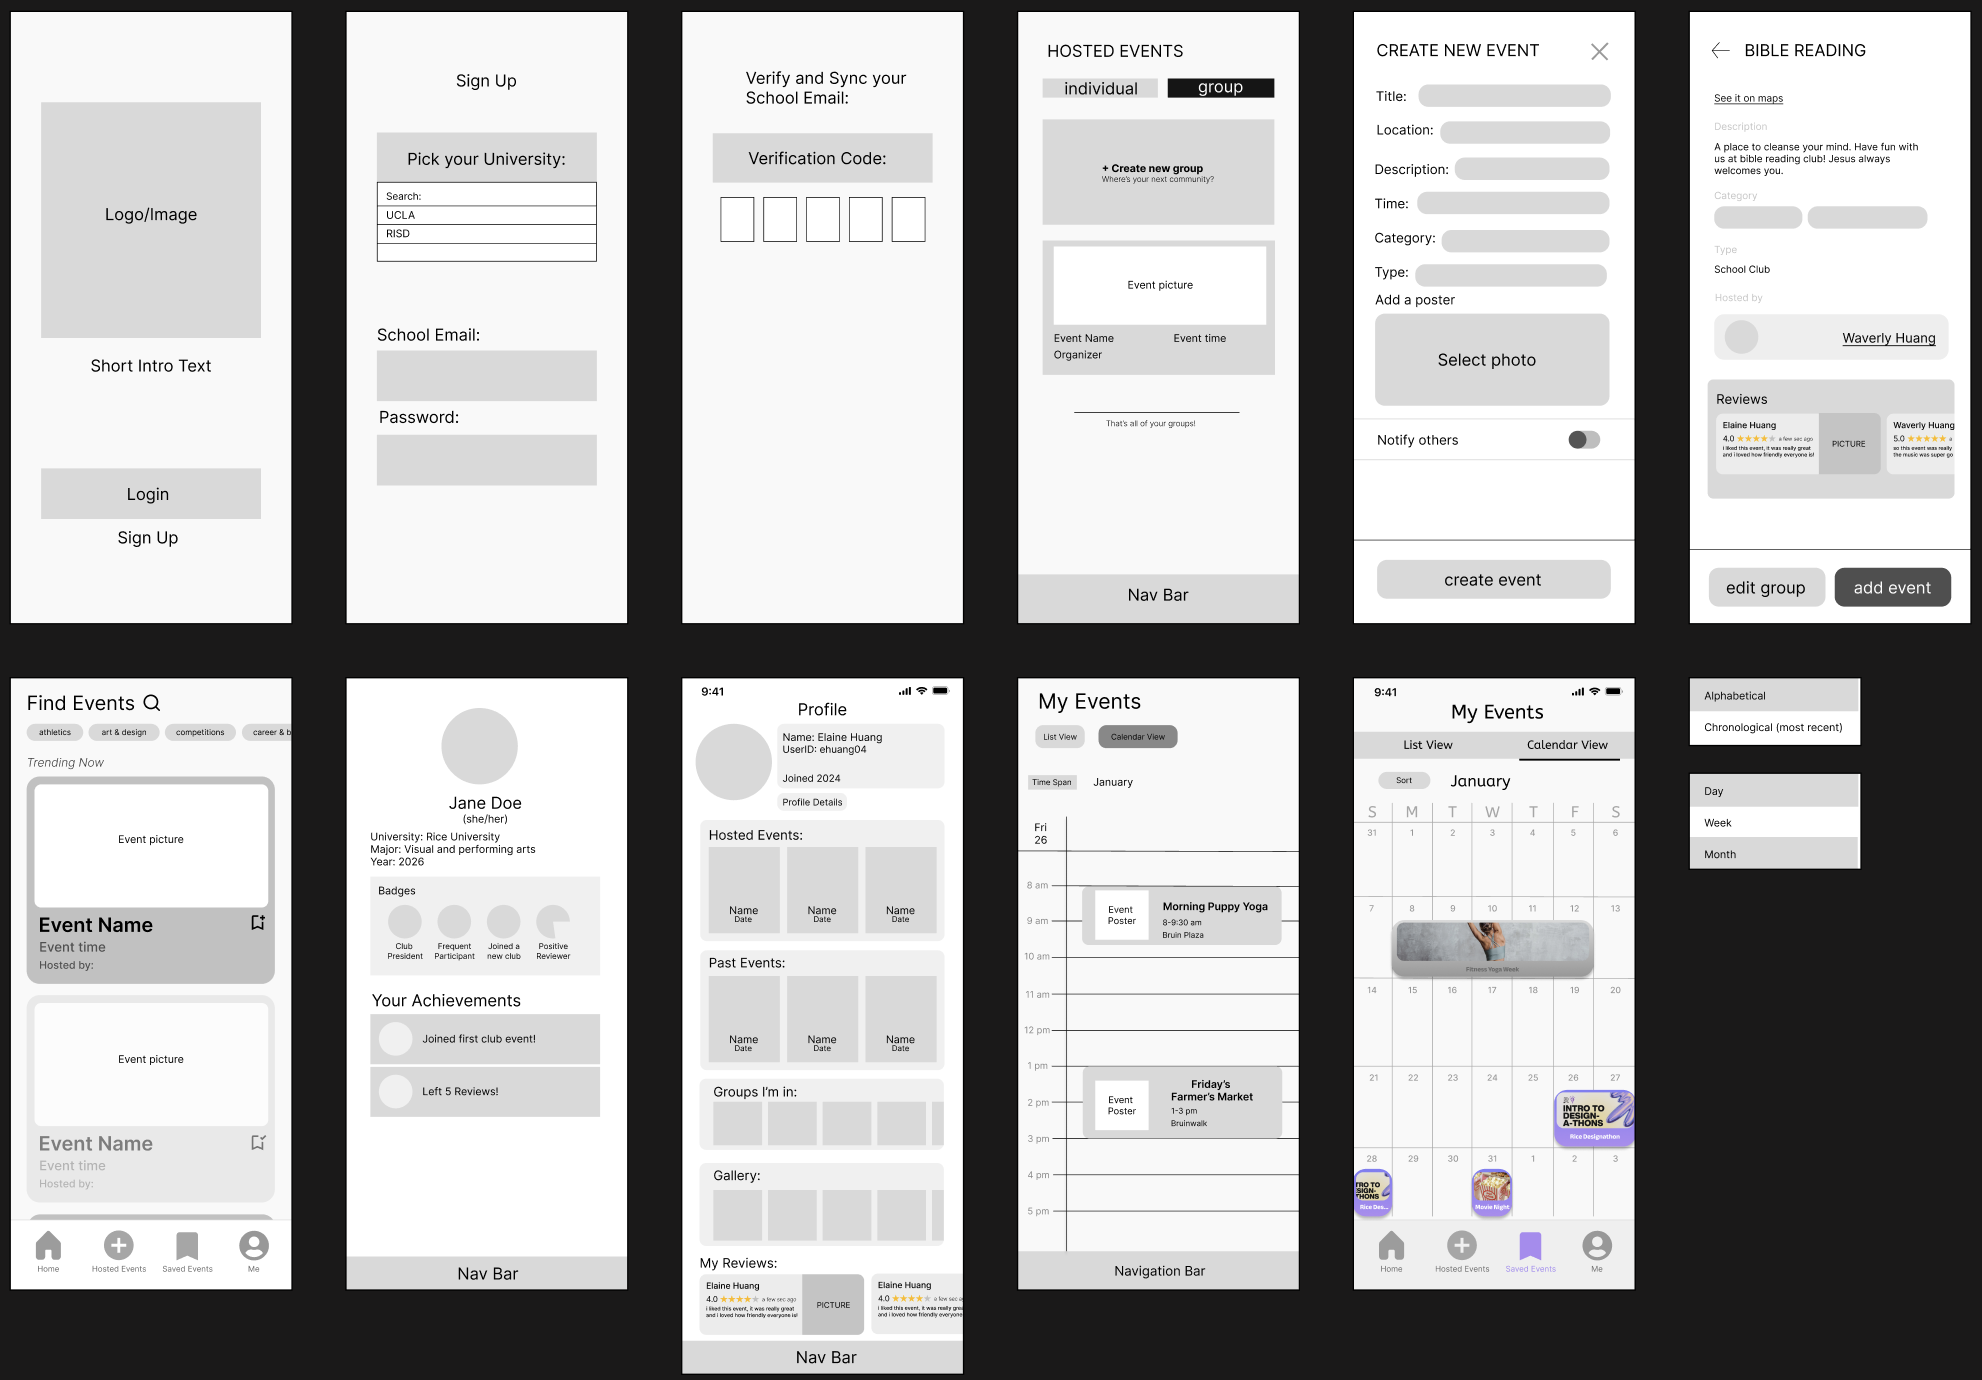 Logo/Image
Short Intro Text
Login
Sign Up
Sign Up
Pick your University:
Search:
UCLA
RISD
School Email:
Password:
Verify and Sync your
School Email:
Verification Code:
HOSTED EVENTS
individual
group
+ Create new group
Where's your next community?
Event picture
Event Name
Event time
Organizer
That's all of your groups!
Nav Bar
CREATE NEW EVENT
Title:
Location:
Description:
Time:
Category:
Type:
Add a poster
Select photo
Notify others
create event
BIBLE READING
See it on maps
Description
A place to cleanse your mind. Have fun with
us at bible reading club! Jesus always
welcomes you.
Category
Type
School Club
Hosted by
Waverly Huang
Reviews
Elaine Huang
4.0 a few sec ago
i liked this event, it was really great
and i loved how friendly everyone is!
PICTURE
Waverly Huang
5.0 a
so this event was really
the music was super go
edit group
add event
Find Events
athletics
art & design
competitions
career & b
Trending Now
Event picture
Event Name
Event time
Hosted by:
Event picture
Event Name
Event time
Hosted by:
Home
Hosted Events
Saved Events
Me
Jane Doe
(she/her)
University: Rice University
Major: Visual and performing arts
Year: 2026
Badges
Club
President
Frequent
Participant
Joined a
new club
Positive
Reviewer
Your Achievements
Joined first club event!
Left 5 Reviews!
Nav Bar
9:41
Profile
Name: Elaine Huang
UserID: ehuang04
Joined 2024
Profile Details
Hosted Events:
Name
Date
Name
Date
Name
Date
Past Events:
Name
Date
Name
Date
Name
Date
Groups I'm in:
Gallery:
My Reviews:
Elaine Huang
4.0 a few sec ago
i liked this event, it was really great
and i loved how friendly everyone is!
PICTURE
Elaine Huang
4.0 a few sec a
i liked this event, it was really grea
and i loved how friendly everyone
Nav Bar
My Events
List View
Calendar View
Time Span
January
Fri
26
8 am
9 am
10 am
11 am
12 pm
1 pm
2 pm
3 pm
4 pm
5 pm
Event
Poster
Morning Puppy Yoga
8-9:30 am
Bruin Plaza
Event
Poster
Friday's
Farmer's Market
1-3 pm
Bruinwalk
Navigation Bar
9:41
My Events
List View
Calendar View
Sort
January
S M T W T F S
31 1 2 3 4 5 6
7 8 9 10 11 12 13
Fitness Yoga Week
14 15 16 17 18 19 20
21 22 23 24 25 26 27
INTRO TO
DESIGN-
A-THONS
Rice Designathon
28 29 30 31 1 2 3
TRO TO
SIGN-
THONS
Rice Des...
Movie Night
Home
Hosted Events
Saved Events
Me
Alphabetical
Chronological (most recent)
Day
Week
Month